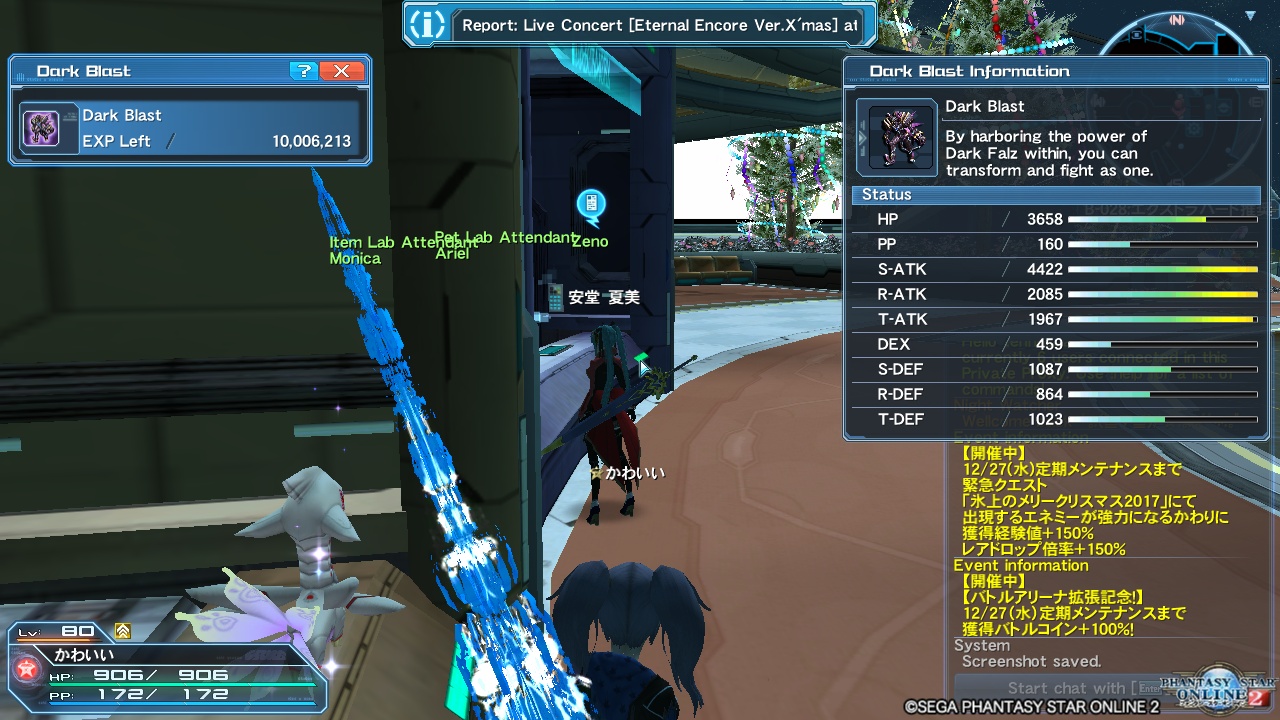 Report: Live Concert [Eternal Encore Ver.X'mas] at
Dark Blast
?
Dark Blast
EXP Left / 10,006,213
Dark Blast Information
Dark Blast
By harboring the power of
Dark Falz within, you can
transform and fight as one.
Status
HP / 3658
PP / 160
S-ATK / 4422
R-ATK / 2085
T-ATK / 1967
DEX / 459
S-DEF / 1087
R-DEF / 864
T-DEF / 1023
N
Item Lab Attendant
Monica
Pet Lab Attendant
Ariel
Zeno
安堂 夏美
かわいい
Event information
【開催中】
12/27(水)定期メンテナンスまで
緊急クエスト
「氷上のメリークリスマス2017」にて
出現するエネミーが強力になるかわりに
獲得経験値+150%
レアドロップ倍率+150%
Event information
【開催中】
【バトルアリーナ拡張記念!】
12/27(水)定期メンテナンスまで
獲得バトルコイン+100%!
System
Screenshot saved.
Start chat with [Enter
Lv: 80
かわいい
HP: 906/ 906
PP: 172/ 172
PHANTASY STAR
ONLINE 2
©SEGA PHANTASY STAR ONLINE 2